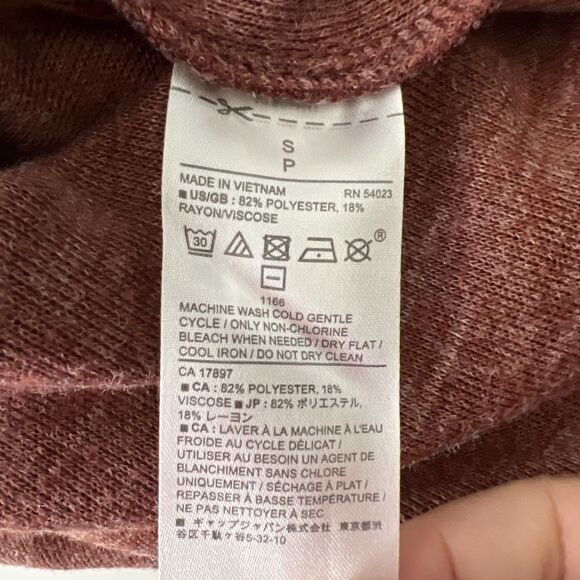 S
P
MADE IN VIETNAM RN 54023
■ US/GB : 82% POLYESTER, 18%
RAYON/VISCOSE
30
®
1166
MACHINE WASH COLD GENTLE
CYCLE / ONLY NON-CHLORINE
BLEACH WHEN NEEDED / DRY FLAT /
COOL IRON / DO NOT DRY CLEAN
CA 17897
■ CA : 82% POLYESTER, 18%
VISCOSE ■ JP : 82% ポリエステル,
18% レーヨン
■ CA : LAVER À LA MACHINE À L'EAU
FROIDE AU CYCLE DÉLICAT /
UTILISER AU BESOIN UN AGENT DE
BLANCHIMENT SANS CHLORE
UNIQUEMENT / SÉCHAGE À PLAT /
REPASSER À BASSE TEMPÉRATURE /
NE PAS NETTOYER À SEC
■ ギャップジャパン株式会社 東京都渋
谷区千駄ヶ谷5-32-10